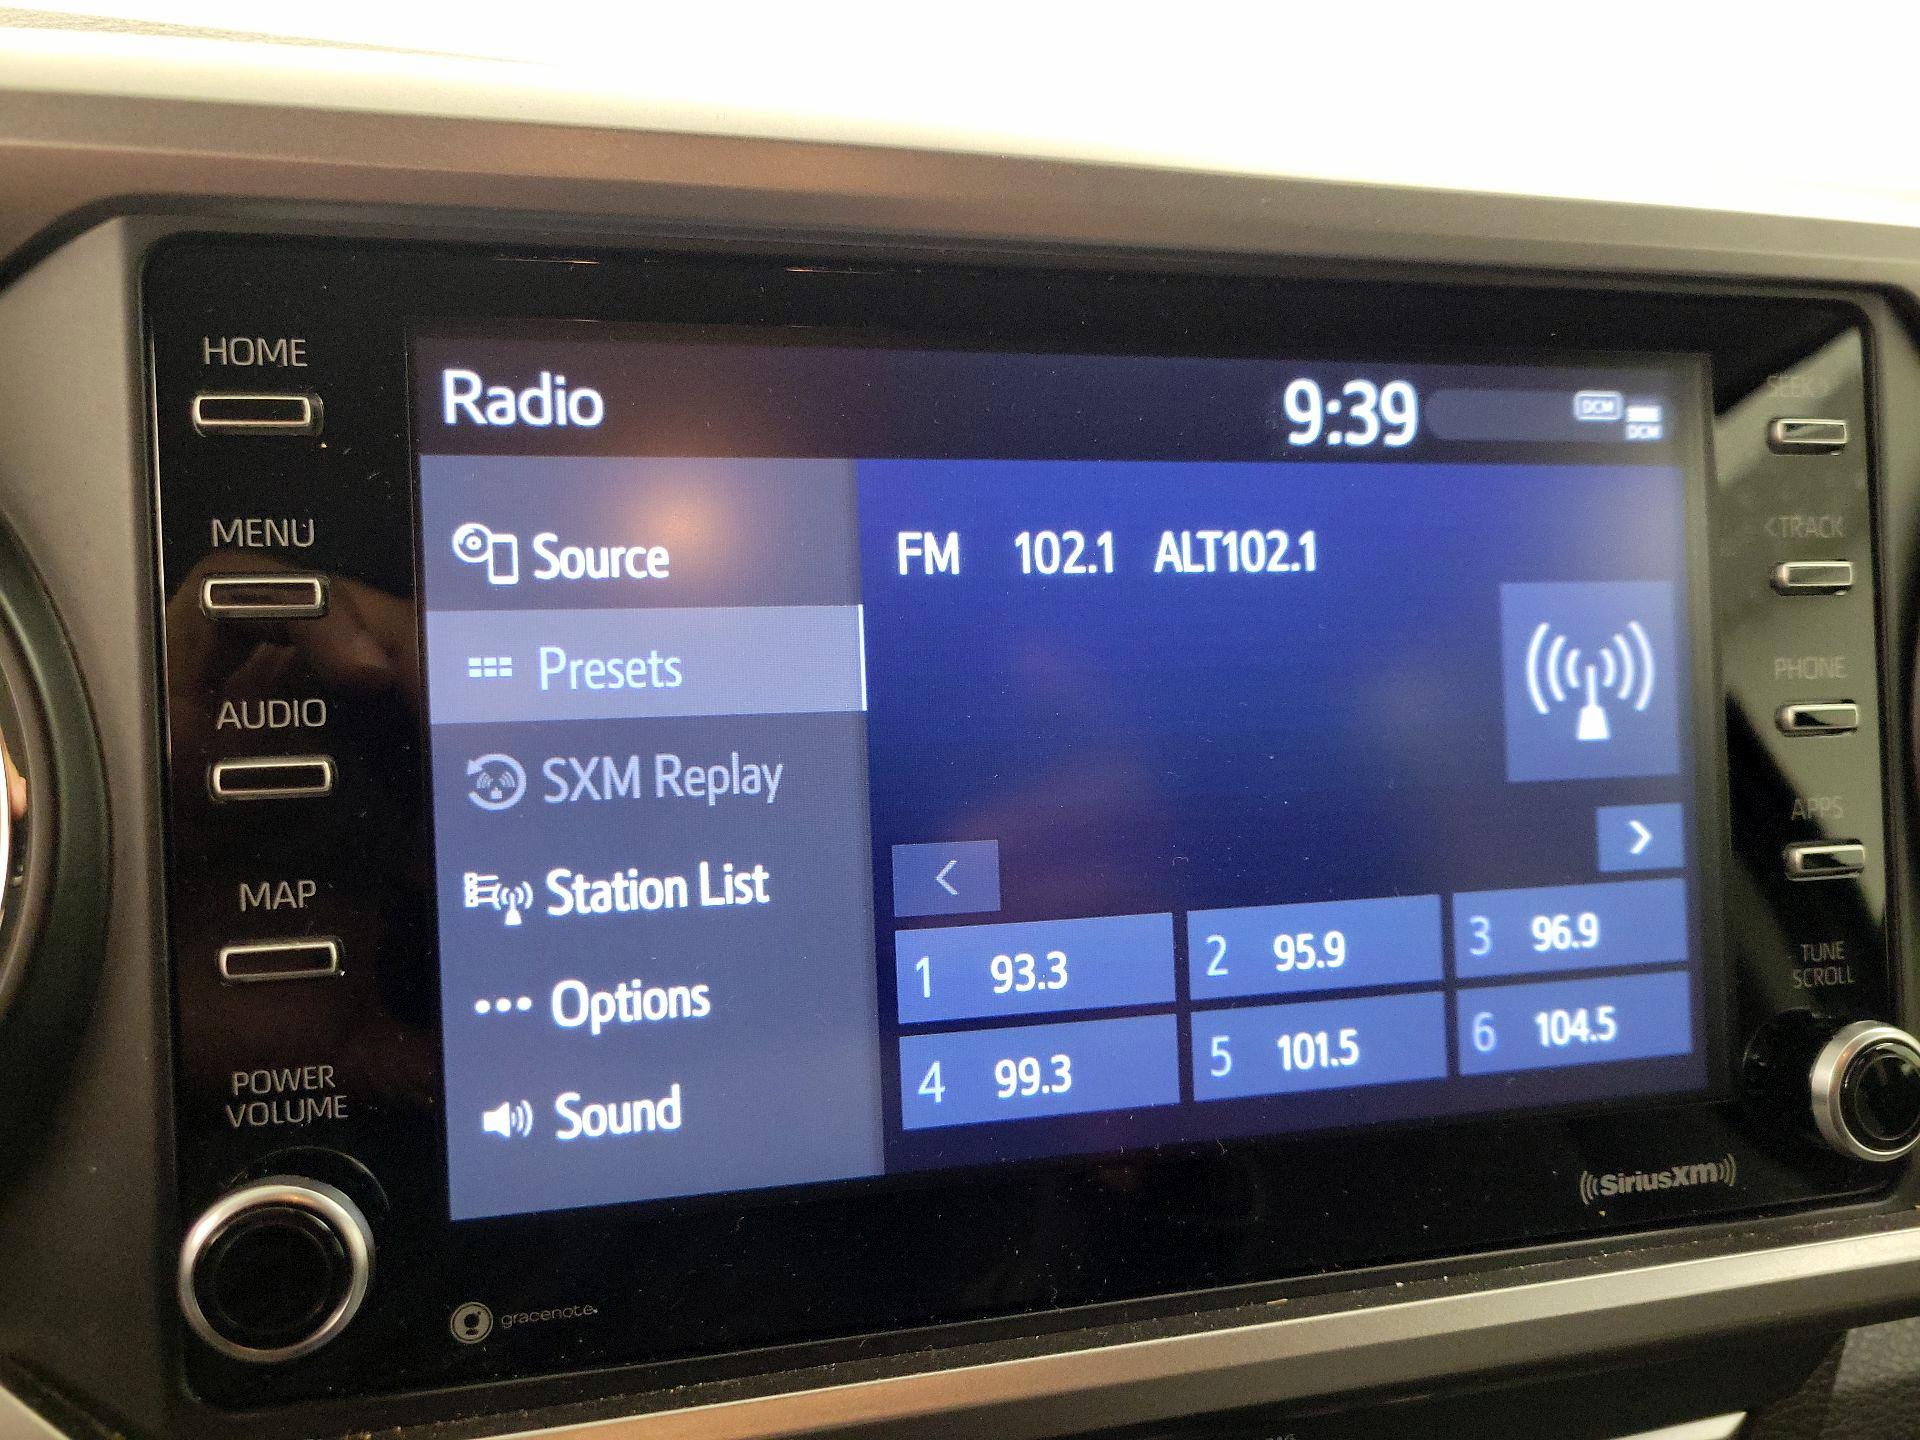 HOME
MENU
AUDIO
MAP
POWER
VOLUME
Radio
9:39
DCM
DCM
Source
Presets
SXM Replay
Station List
Options
Sound
FM 102.1 ALT102.1
<
>
1 93.3
2 95.9
3 96.9
4 99.3
5 101.5
6 104.5
SEEK >
< TRACK
PHONE
APPS
TUNE
SCROLL
gracenote.
((SiriusXM))